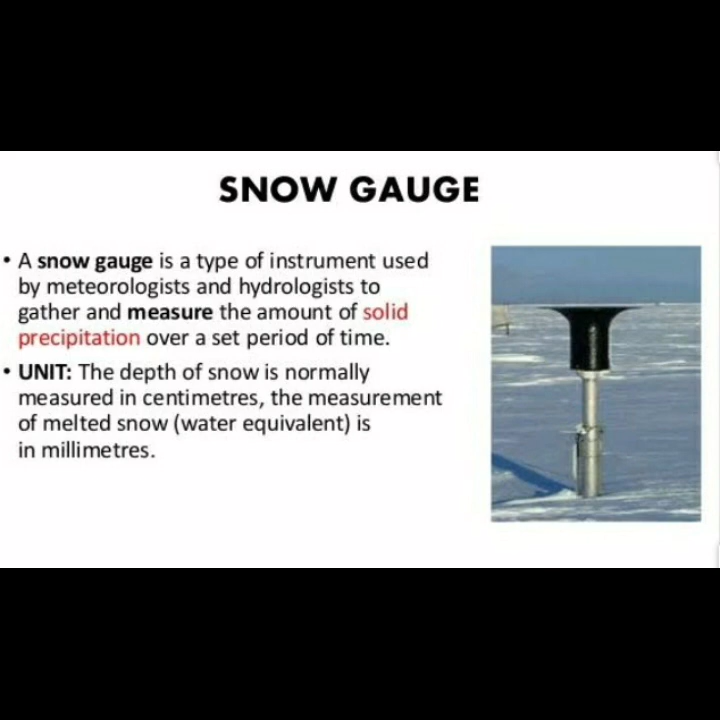 SNOW GAUGE
• A snow gauge is a type of instrument used
by meteorologists and hydrologists to
gather and measure the amount of solid
precipitation over a set period of time.
• UNIT: The depth of snow is normally
measured in centimetres, the measurement
of melted snow (water equivalent) is
in millimetres.